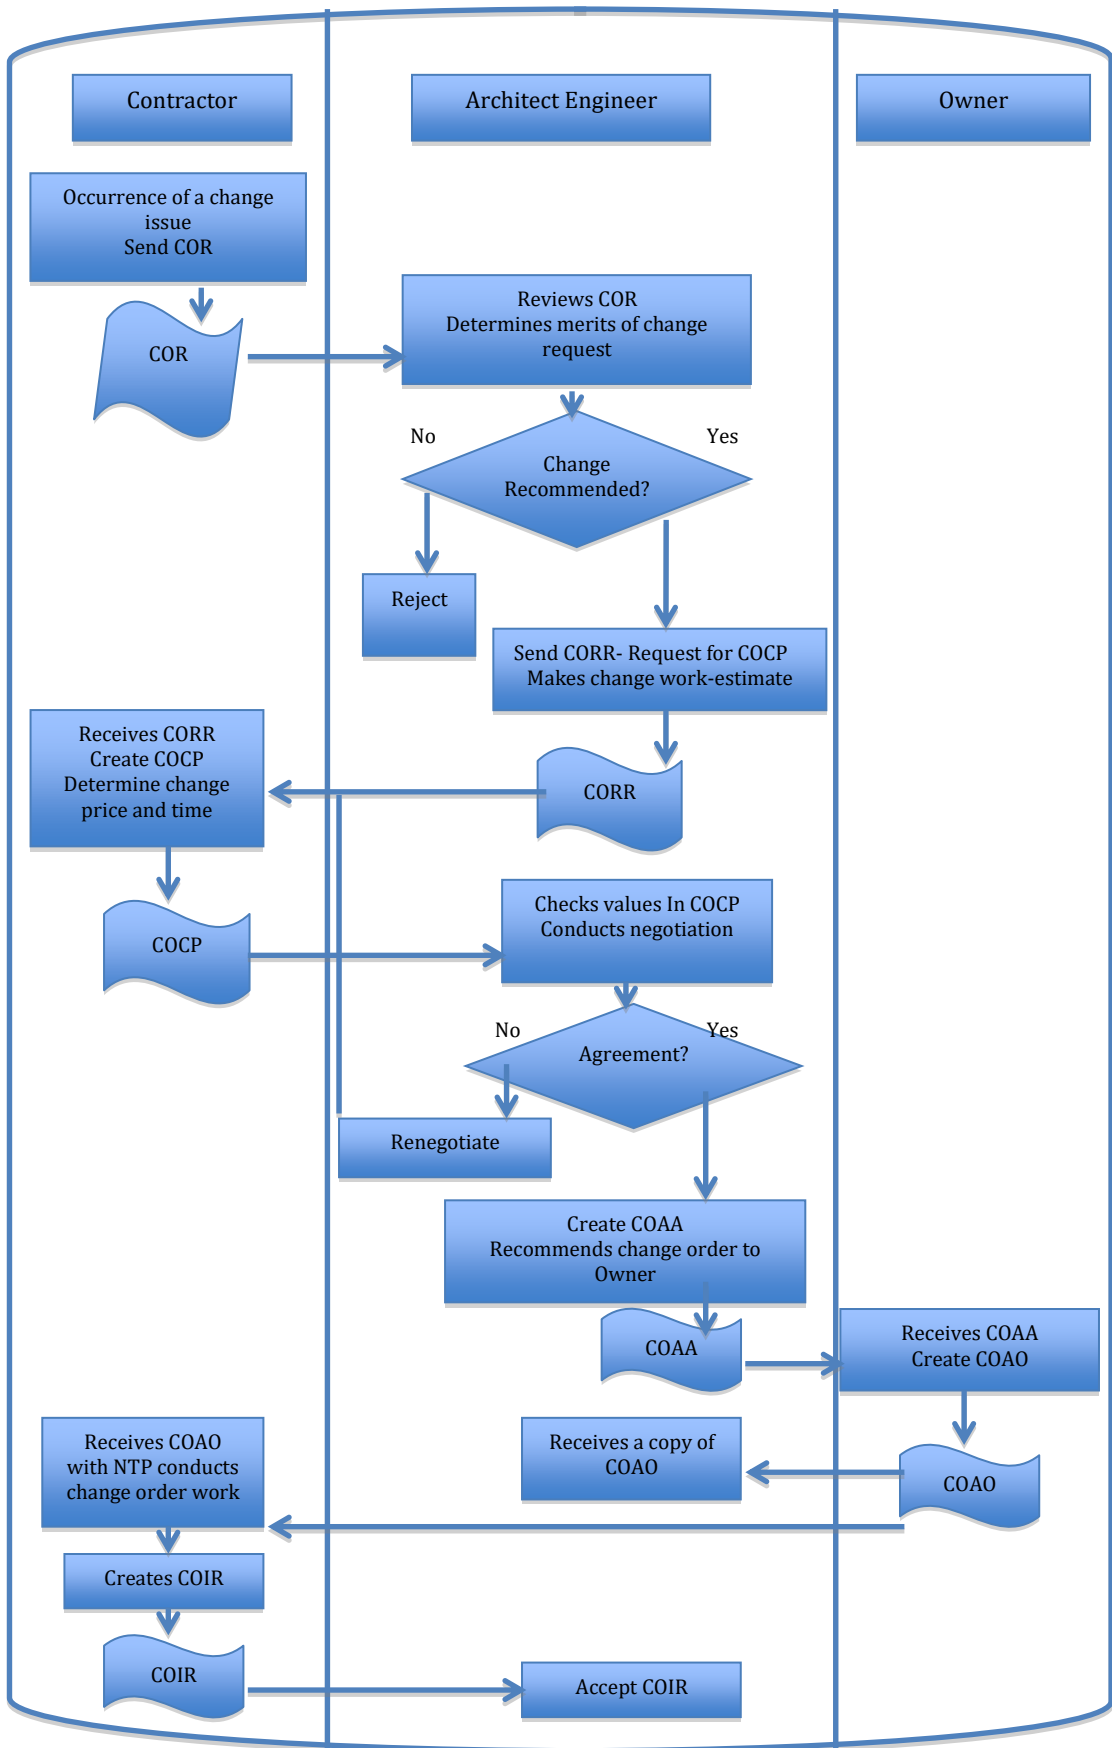 Contractor
Architect Engineer
Owner
Occurrence of a change
issue
Send COR
COR
Reviews COR
Determines merits of change
request
No
Yes
Change
Recommended?
Reject
Send CORR- Request for COCP
Makes change work-estimate
Receives CORR
Create COCP
Determine change
price and time
CORR
COCP
Checks values In COCP
Conducts negotiation
No
Yes
Agreement?
Renegotiate
Create COAA
Recommends change order to
Owner
COAA
Receives COAA
Create COAO
Receives COAO
with NTP conducts
change order work
Receives a copy of
COAO
COAO
Creates COIR
COIR
Accept COIR